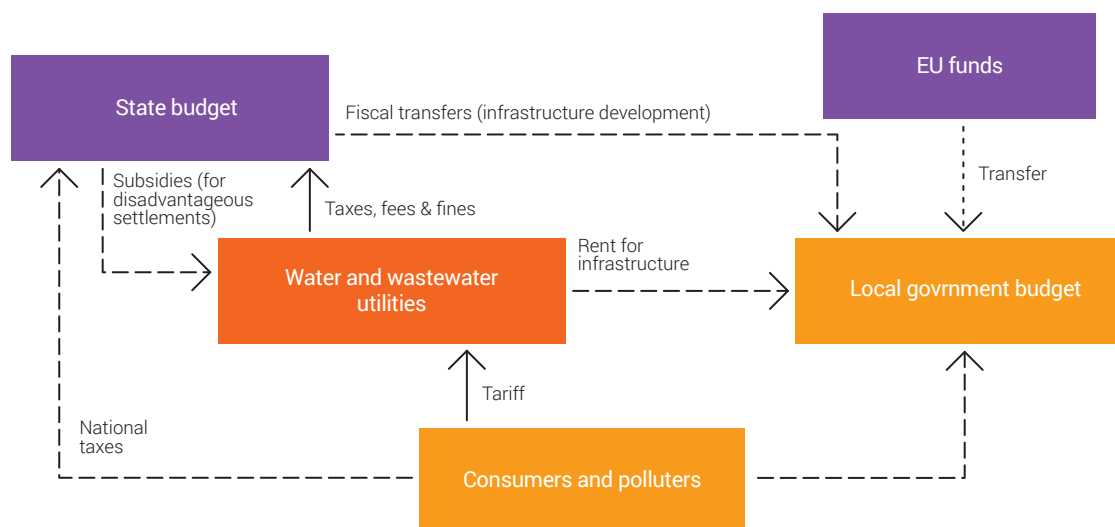 EU funds
State budget
Fiscal transfers (infrastructure development)
Subsidies (for
disadvantageous
settlements)
Transfer
Taxes, fees & fines
Rent for
infrastructure
Water and wastewater
utilities
Local govrnment budget
Tariff
National
taxes
Consumers and polluters